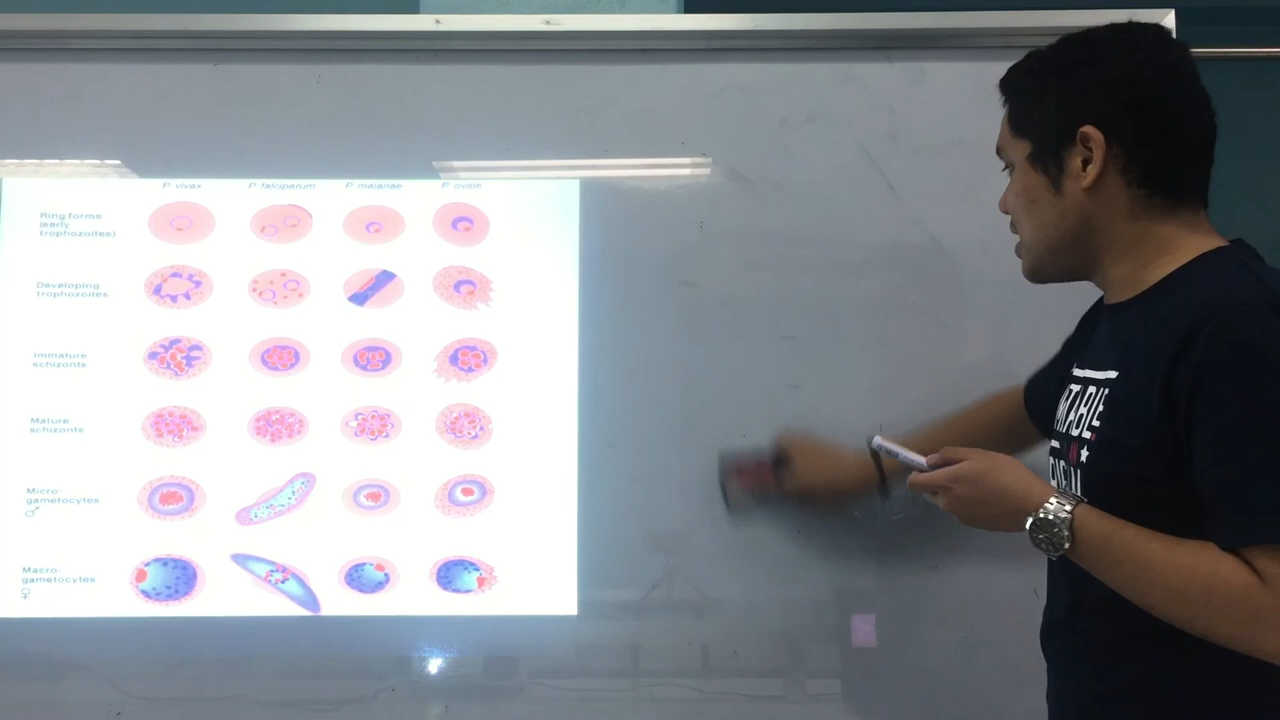 P vivax P falciparum P malariae P ovale
Ring forms
(early
trophozoites)
Developing
trophozoites
Immature
schizonts
Mature
schizonts
Micro-
gametocytes
♂
Macro-
gametocytes
♀